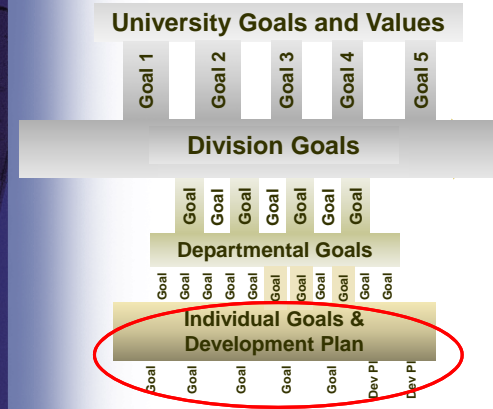 University Goals and Values
Goal 1
Goal 2
Goal 3
Goal 4
Goal 5
Division Goals
Goal
Goal
Goal
Goal
Goal
Goal
Goal
Departmental Goals
Goal
Goal
Goal
Goal
Goal
Goal
Goal
Goal
Goal
Goal
Goal
Individual Goals &
Development Plan
Goal
Goal
Goal
Goal
Goal
Dev Pl
Dev Pl